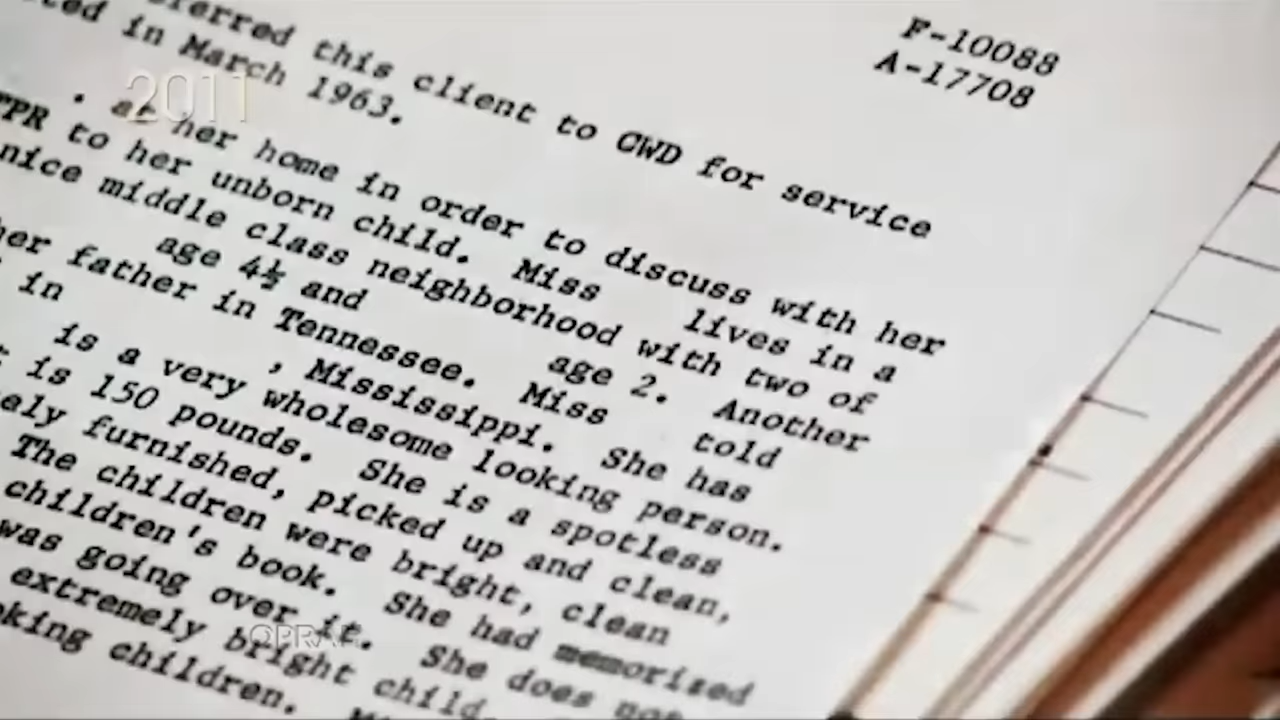 F-10088
A-17708
ferred this client to CWD for service
ted in March 1963.
2011
. at her home in order to discuss with her
TPR to her unborn child. Miss lives in a
nice middle class neighborhood with two of
age 4½ and age 2. Another
her father in Tennessee. Miss told
in , Mississippi. She has
is a very wholesome looking person.
is 150 pounds. She is a spotless
ely furnished, picked up and clean,
The children were bright, clean
children's book. She had memorized
was going over it. She does not
extremely bright child.
oking children.
OPRAH